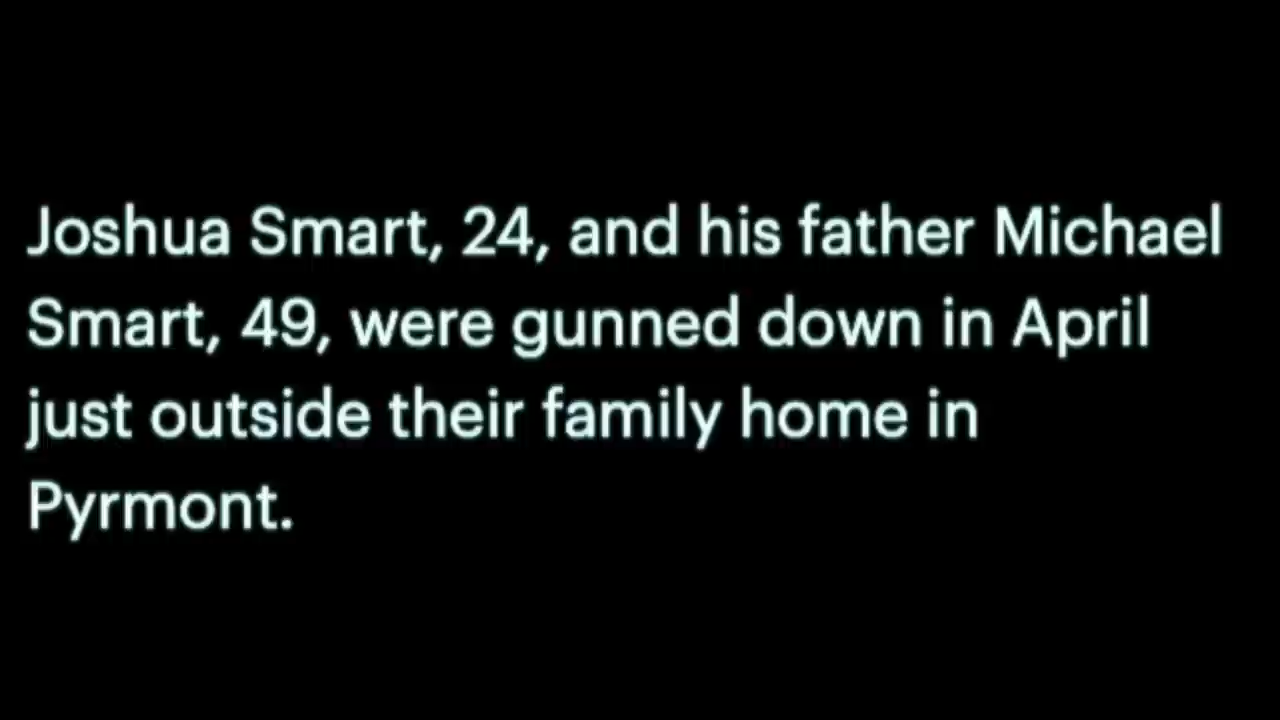 Joshua Smart, 24, and his father Michael
Smart, 49, were gunned down in April
just outside their family home in
Pyrmont.